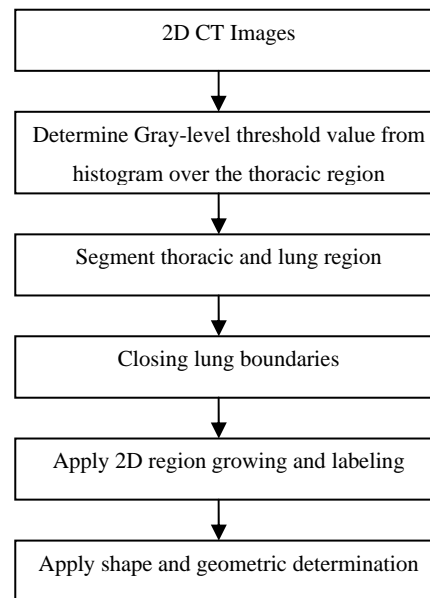 2D CT Images
Determine Gray-level threshold value from
histogram over the thoracic region
Segment thoracic and lung region
Closing lung boundaries
Apply 2D region growing and labeling
Apply shape and geometric determination